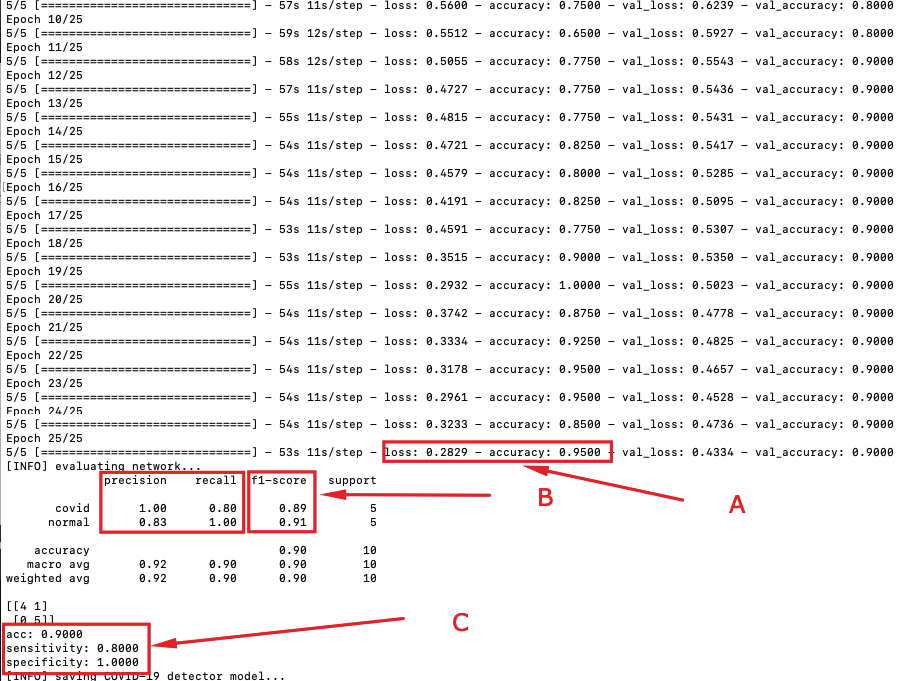 5/5 [==============================] - 57s 11s/step - loss: 0.5600 - accuracy: 0.7500 - val_loss: 0.6239 - val_accuracy: 0.8000
Epoch 10/25
5/5 [==============================] - 59s 12s/step - loss: 0.5512 - accuracy: 0.6500 - val_loss: 0.5927 - val_accuracy: 0.8000
Epoch 11/25
5/5 [==============================] - 58s 12s/step - loss: 0.5055 - accuracy: 0.7750 - val_loss: 0.5543 - val_accuracy: 0.9000
Epoch 12/25
5/5 [==============================] - 57s 11s/step - loss: 0.4727 - accuracy: 0.7750 - val_loss: 0.5436 - val_accuracy: 0.9000
Epoch 13/25
5/5 [==============================] - 55s 11s/step - loss: 0.4815 - accuracy: 0.7750 - val_loss: 0.5431 - val_accuracy: 0.9000
Epoch 14/25
5/5 [==============================] - 54s 11s/step - loss: 0.4721 - accuracy: 0.8250 - val_loss: 0.5417 - val_accuracy: 0.9000
Epoch 15/25
5/5 [==============================] - 54s 11s/step - loss: 0.4579 - accuracy: 0.8000 - val_loss: 0.5285 - val_accuracy: 0.9000
Epoch 16/25
5/5 [==============================] - 54s 11s/step - loss: 0.4191 - accuracy: 0.8250 - val_loss: 0.5095 - val_accuracy: 0.9000
Epoch 17/25
5/5 [==============================] - 53s 11s/step - loss: 0.4591 - accuracy: 0.7750 - val_loss: 0.5307 - val_accuracy: 0.9000
Epoch 18/25
5/5 [==============================] - 53s 11s/step - loss: 0.3515 - accuracy: 0.9000 - val_loss: 0.5350 - val_accuracy: 0.9000
Epoch 19/25
5/5 [==============================] - 55s 11s/step - loss: 0.2932 - accuracy: 1.0000 - val_loss: 0.5023 - val_accuracy: 0.9000
Epoch 20/25
5/5 [==============================] - 54s 11s/step - loss: 0.3742 - accuracy: 0.8750 - val_loss: 0.4778 - val_accuracy: 0.9000
Epoch 21/25
5/5 [==============================] - 54s 11s/step - loss: 0.3334 - accuracy: 0.9250 - val_loss: 0.4825 - val_accuracy: 0.9000
Epoch 22/25
5/5 [==============================] - 54s 11s/step - loss: 0.3178 - accuracy: 0.9500 - val_loss: 0.4657 - val_accuracy: 0.9000
Epoch 23/25
5/5 [==============================] - 54s 11s/step - loss: 0.2961 - accuracy: 0.9500 - val_loss: 0.4528 - val_accuracy: 0.9000
Epoch 24/25
5/5 [==============================] - 54s 11s/step - loss: 0.3233 - accuracy: 0.8500 - val_loss: 0.4736 - val_accuracy: 0.9000
Epoch 25/25
5/5 [==============================] - 53s 11s/step - loss: 0.2829 - accuracy: 0.9500 - val_loss: 0.4334 - val_accuracy: 0.9000
[INFO] evaluating network...
precision recall f1-score support
B
A
covid 1.00 0.80 0.89 5
normal 0.83 1.00 0.91 5
accuracy 0.90 10
macro avg 0.92 0.90 0.90 10
weighted avg 0.92 0.90 0.90 10
[[4 1]
[0 5]]
C
acc: 0.9000
sensitivity: 0.8000
specificity: 1.0000
[INFO] saving COVID-19 detector model...